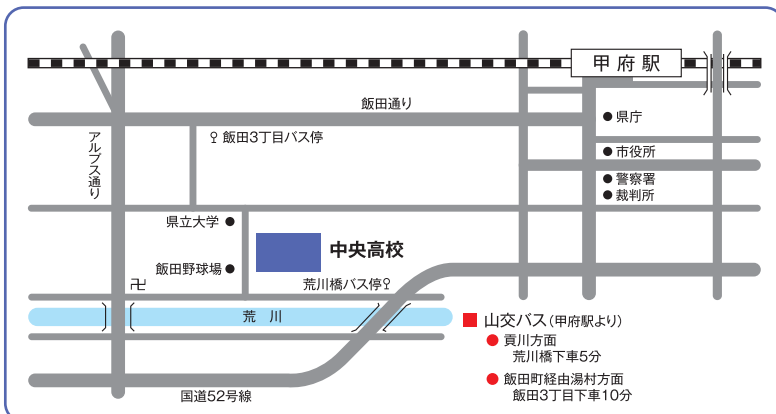 甲府駅
飯田通り
アルプス通り
飯田3丁目バス停
県庁
市役所
警察署
裁判所
県立大学
中央高校
飯田野球場
卍
荒川橋バス停
荒川
国道52号線
山交バス(甲府駅より)
貢川方面
荒川橋下車5分
飯田町経由湯村方面
飯田3丁目下車10分